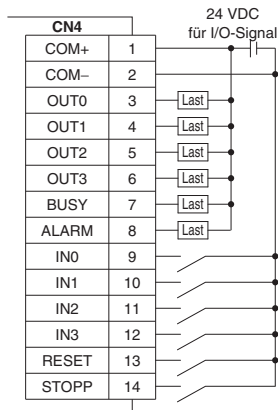 24 VDC
für I/O-Signal
CN4
COM+ 1
COM– 2
OUT0 3 Last
OUT1 4 Last
OUT2 5 Last
OUT3 6 Last
BUSY 7 Last
ALARM 8 Last
IN0 9
IN1 10
IN2 11
IN3 12
RESET 13
STOPP 14